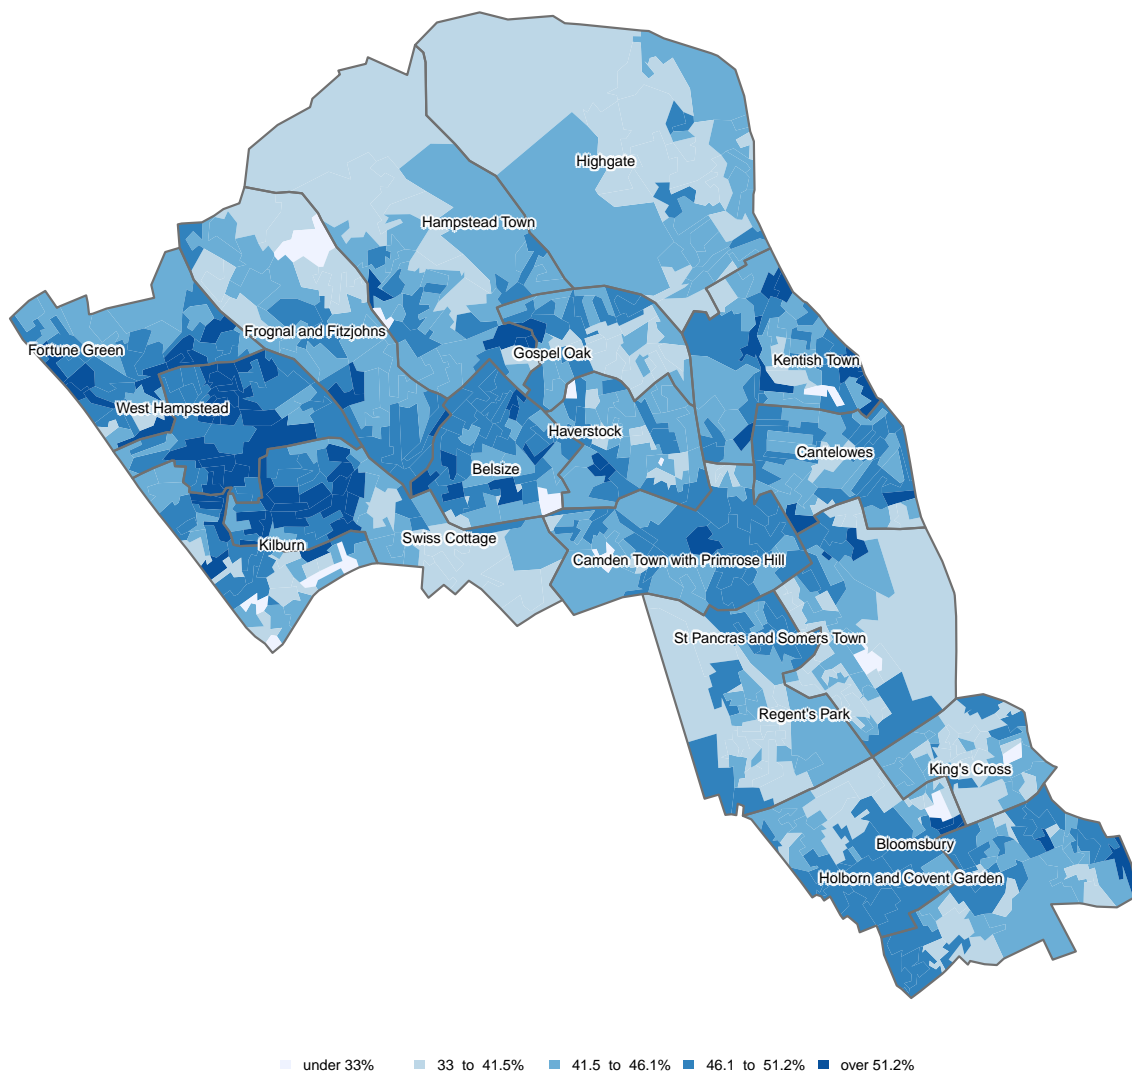 Highgate
Hampstead Town
Frognal and Fitzjohns
Fortune Green
Gospel Oak
Kentish Town
West Hampstead
Haverstock
Cantelowes
Belsize
Swiss Cottage
Kilburn
Camden Town with Primrose Hill
St Pancras and Somers Town
Regent's Park
King's Cross
Bloomsbury
Holborn and Covent Garden
under 33% 33 to 41.5% 41.5 to 46.1% 46.1 to 51.2% over 51.2%